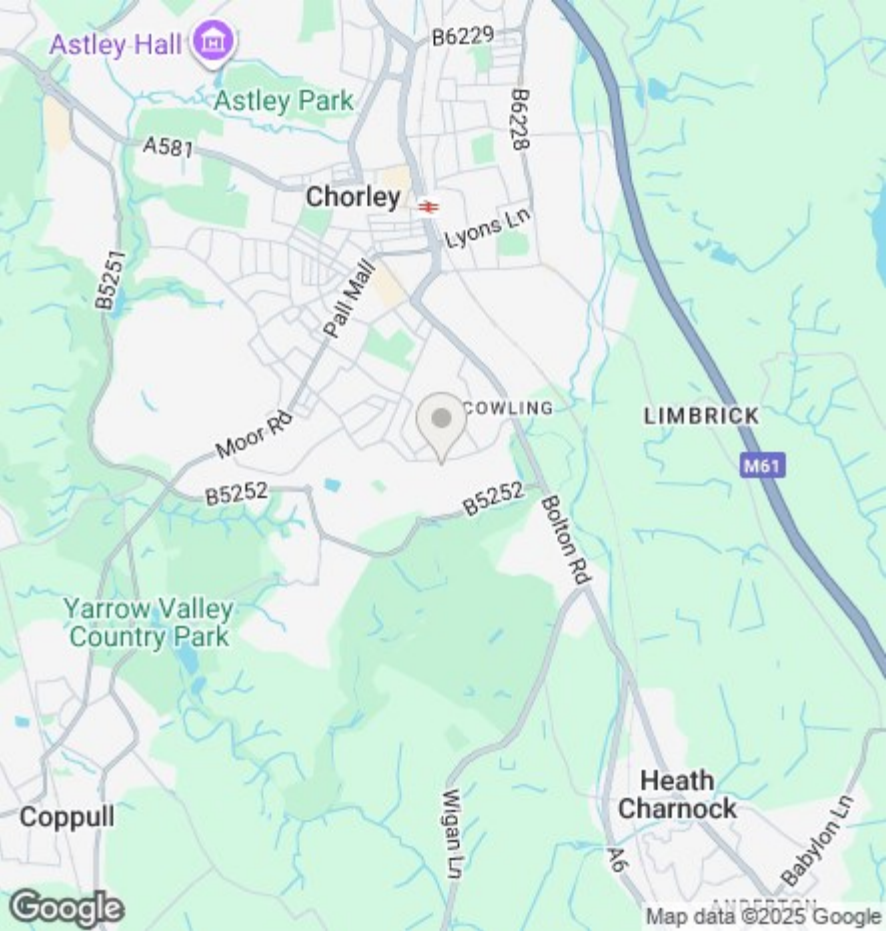 B6229
Astley Hall
Astley Park
B6228
A581
Chorley
Lyons Ln
B5251
Pall Mall
COWLING
LIMBRICK
Moor Rd
M61
B5252
B5252
Bolton Rd
Yarrow Valley
Country Park
Heath
Charnock
Coppull
Wigan Ln
Babylon Ln
A6
ANDERTON
Google
Map data ©2025 Google